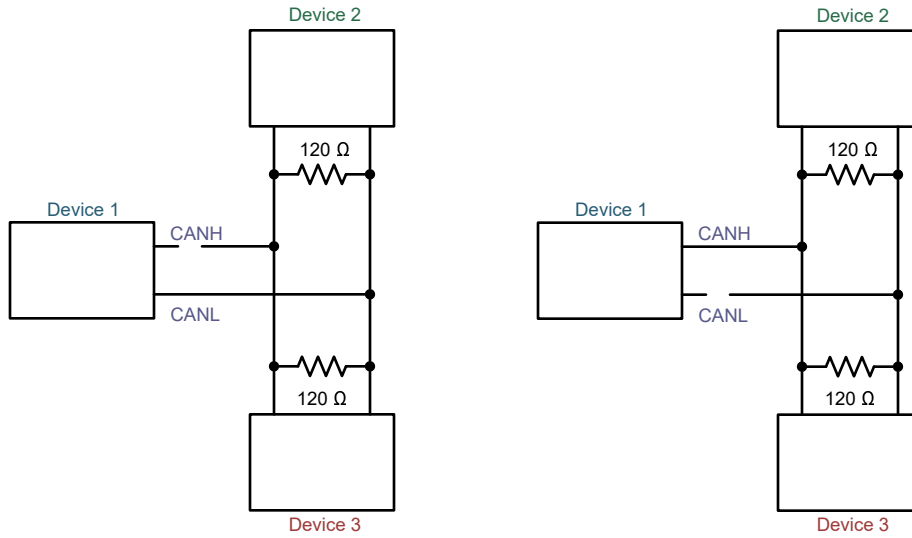 Device 2
120 Ω
Device 1
CANH
CANL
120 Ω
Device 3
Device 2
120 Ω
Device 1
CANH
CANL
120 Ω
Device 3